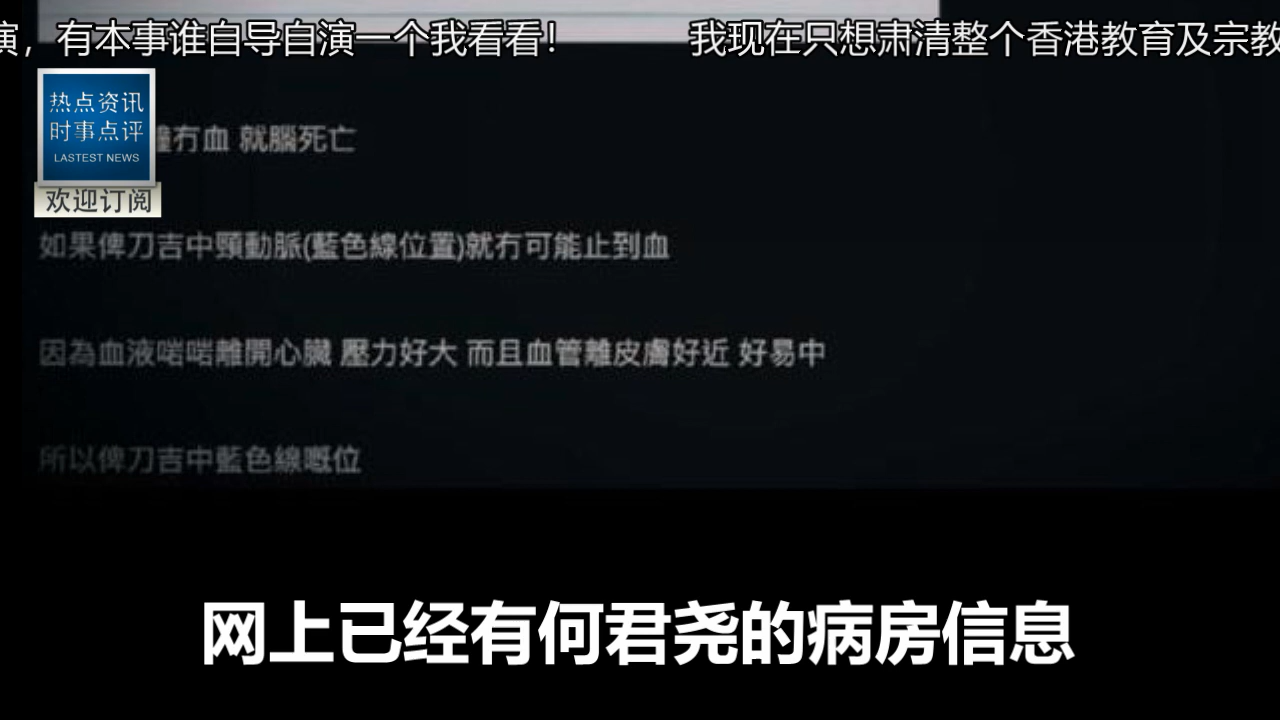 演，有本事谁自导自演一个我看看！ 我现在只想肃清整个香港教育及宗教
热点资讯
时事点评
LASTEST NEWS
欢迎订阅
冇血 就腦死亡
如果俾刀吉中頸動脈(藍色線位置)就冇可能止到血
因為血液啱啱離開心臟 壓力好大 而且血管離皮膚好近 好易中
所以俾刀吉中藍色線嘅位
网上已经有何君尧的病房信息